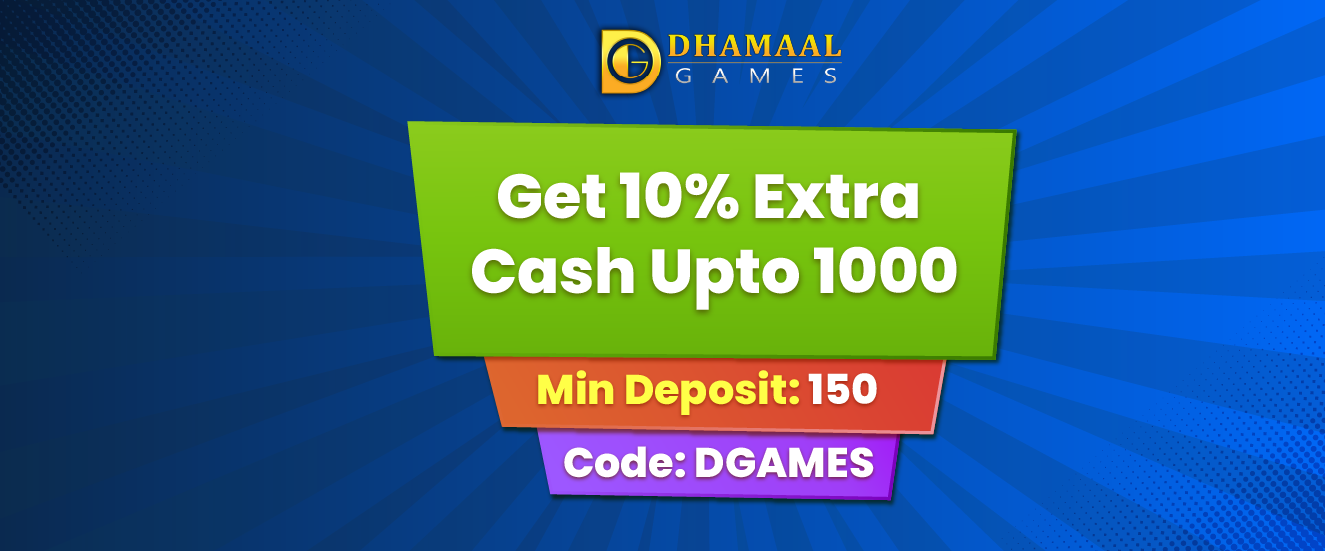 DHAMAAL
GAMES
Get 10% Extra
Cash Upto 1000
Min Deposit: 150
Code: DGAMES